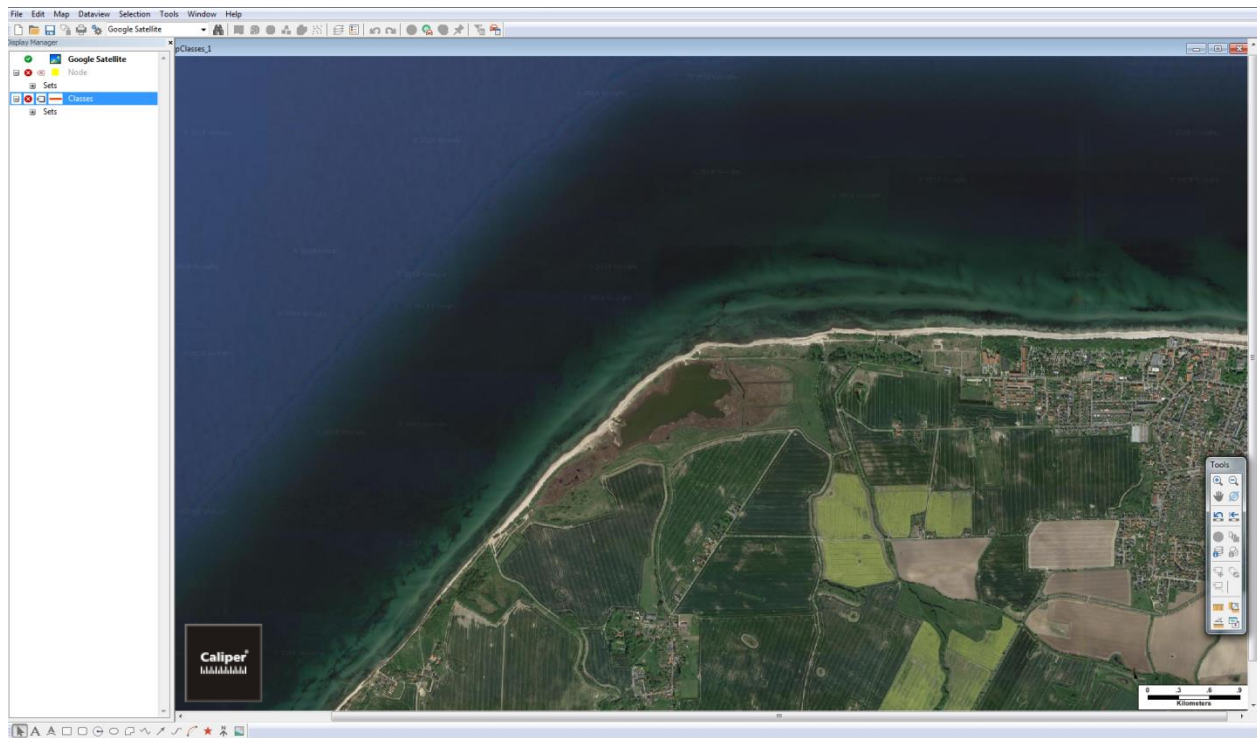 File Edit Map Dataview Selection Tools Window Help
Google Satellite
Display Manager
pClasses_1
Google Satellite
Node
Sets
Classes
Sets
Tools
Caliper®
0 .3 .6 .9
Kilometers